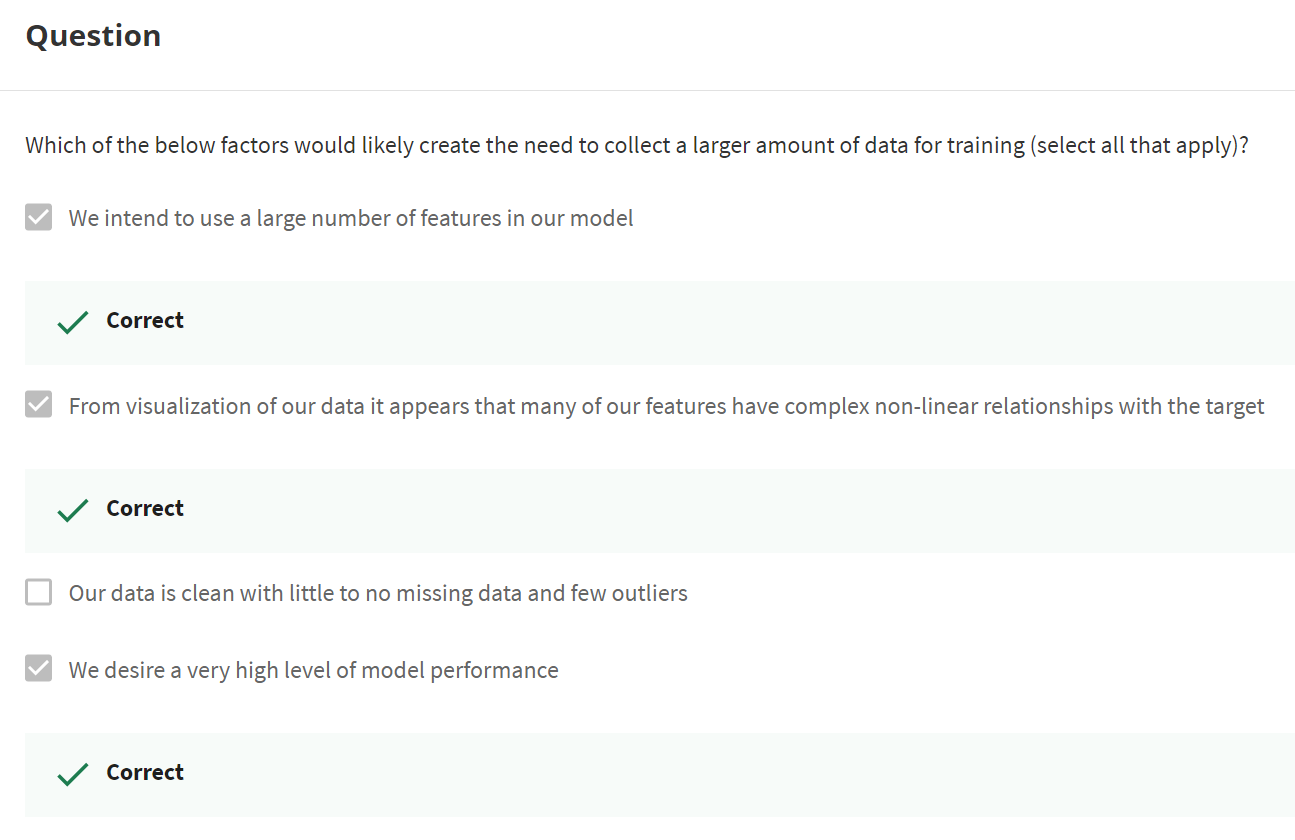 Question
Which of the below factors would likely create the need to collect a larger amount of data for training (select all that apply)?
We intend to use a large number of features in our model
Correct
From visualization of our data it appears that many of our features have complex non-linear relationships with the target
Correct
Our data is clean with little to no missing data and few outliers
We desire a very high level of model performance
Correct